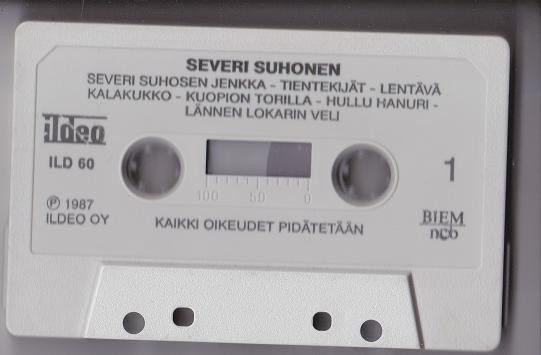 SEVERI SUHONEN
SEVERI SUHOSEN JENKKA - TIENTEKIJÄT - LENTÄVÄ
KALAKUKKO - KUOPION TORILLA - HULLU HANURI -
LÄNNEN LOKARIN VELI
ildeo
ILD 60
1
100 50 0
℗ 1987
ILDEO OY
KAIKKI OIKEUDET PIDÄTETÄÄN
BIEM
ncb